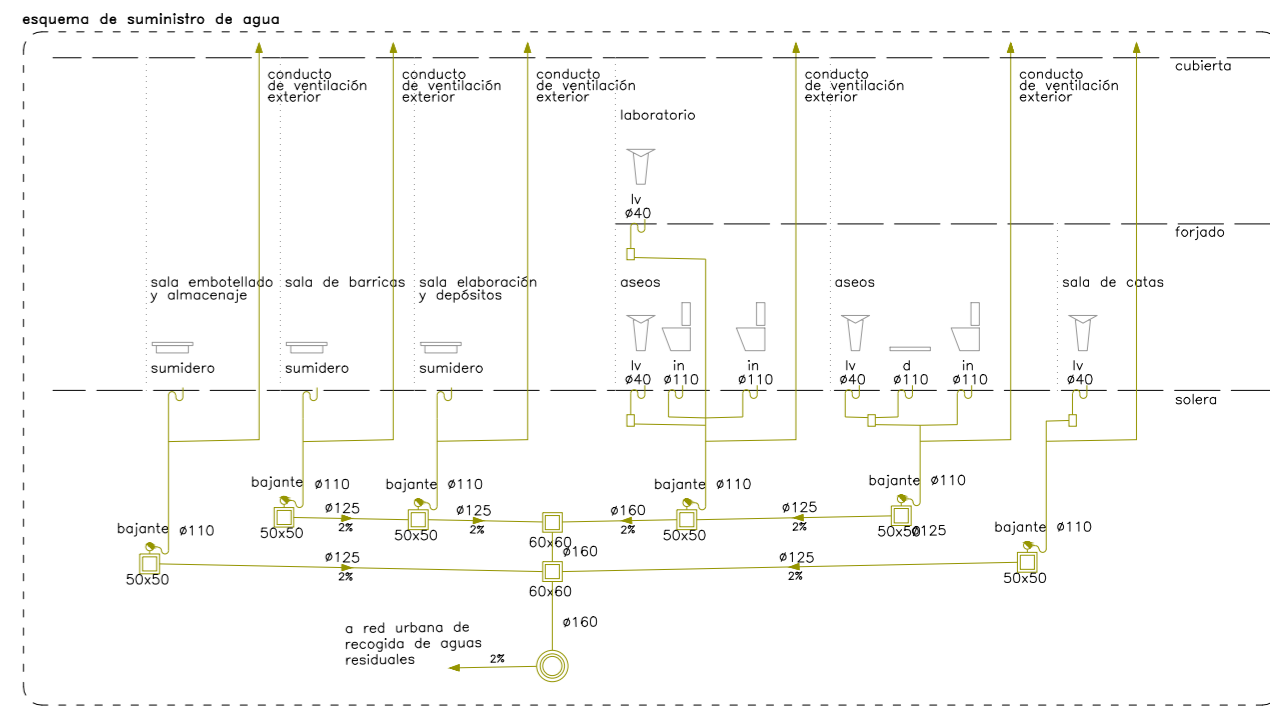 esquema de suministro de agua
cubierta
conducto
de ventilación
exterior
conducto
de ventilación
exterior
conducto
de ventilación
exterior
conducto
de ventilación
exterior
conducto
de ventilación
exterior
laboratorio
lv
ø40
forjado
sala embotellado
y almacenaje
sala de barricas
sala elaboración
y depósitos
aseos
aseos
sala de catas
sumidero
sumidero
sumidero
lv
ø40
in
ø110
in
ø110
lv
ø40
d
ø110
in
ø110
lv
ø40
solera
bajante ø110
bajante ø110
bajante ø110
bajante ø110
ø125
2%
ø125
2%
ø160
2%
ø125
2%
50x50
50x50
60x60
50x50
50x50
ø125
bajante ø110
bajante ø110
ø160
ø125
2%
ø125
2%
50x50
60x60
50x50
ø160
a red urbana de
recogida de aguas
residuales
2%